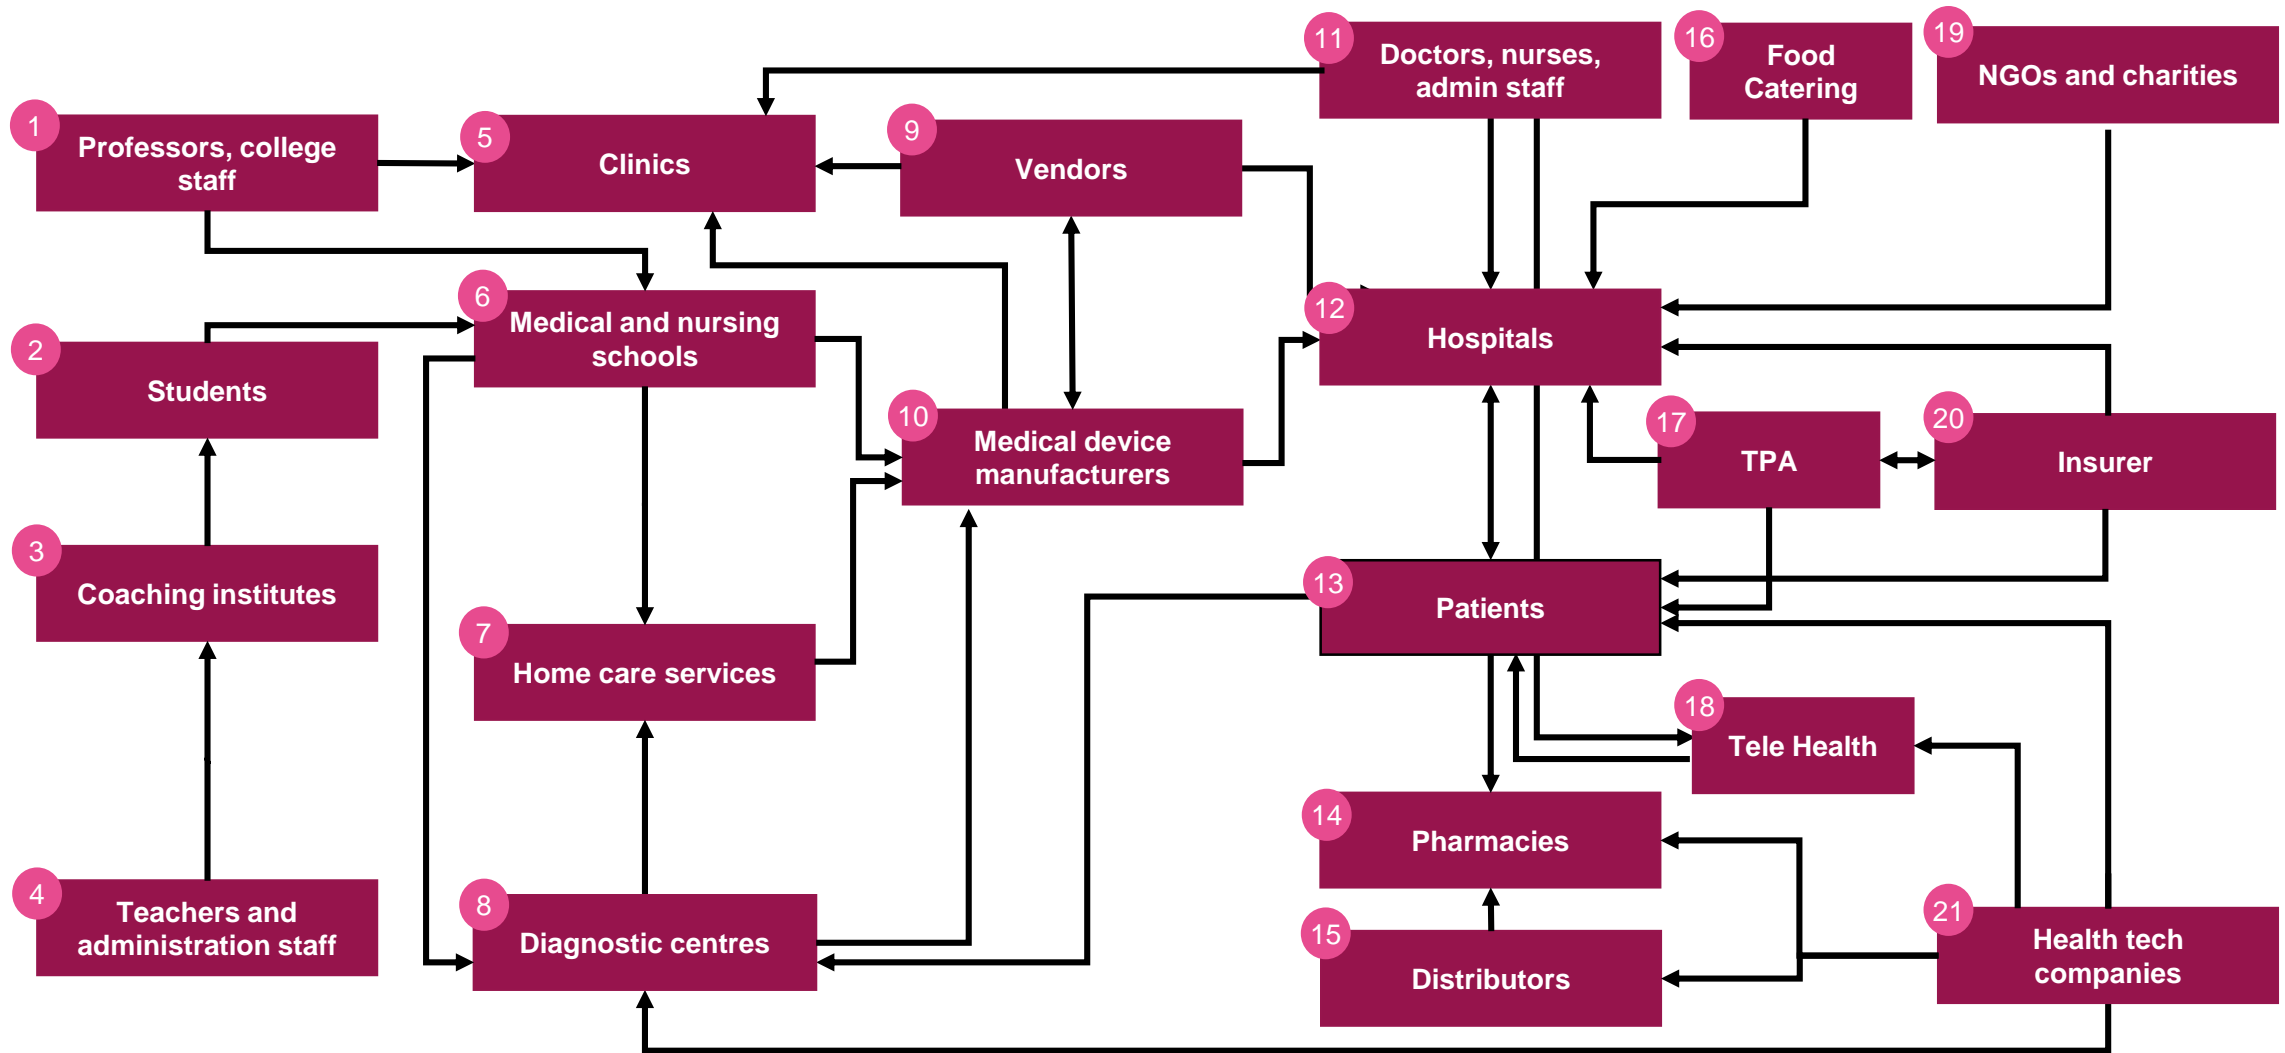 1
Professors, college
staff
2
Students
3
Coaching institutes
4
Teachers and
administration staff
5
Clinics
6
Medical and nursing
schools
7
Home care services
8
Diagnostic centres
9
Vendors
10
Medical device
manufacturers
11
Doctors, nurses,
admin staff
12
Hospitals
13
Patients
14
Pharmacies
15
Distributors
16
Food
Catering
17
TPA
18
Tele Health
19
NGOs and charities
20
Insurer
21
Health tech
companies